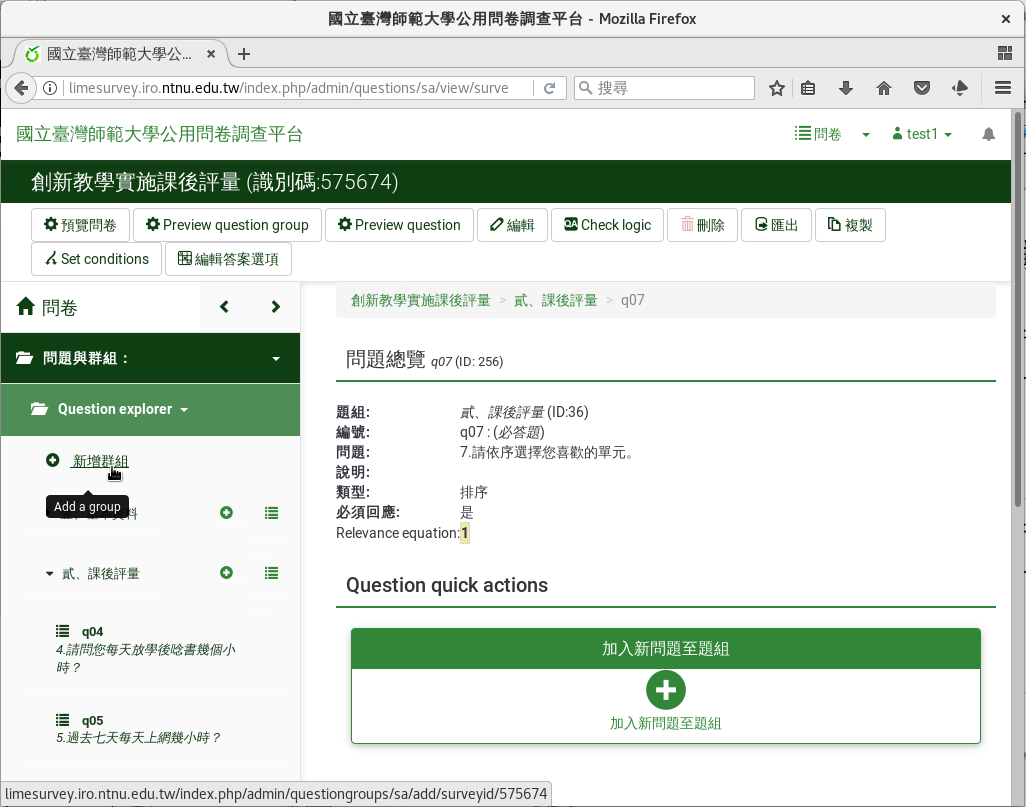 國立臺灣師範大學公用問卷調查平台 - Mozilla Firefox
國立臺灣師範大學公...
limesurvey.iro.ntnu.edu.tw/index.php/admin/questions/sa/view/surve
搜尋
國立臺灣師範大學公用問卷調查平台
問卷 test1
創新教學實施課後評量 (識別碼:575674)
預覽問卷 Preview question group Preview question 編輯 Check logic 刪除 匯出 複製
Set conditions 編輯答案選項
問卷
創新教學實施課後評量 > 貳、課後評量 > q07
問題與群組：
Question explorer
新增群組
Add a group
料
貳、課後評量
q04
4.請問您每天放學後唸書幾個小
時？
q05
5.過去七天每天上網幾小時？
問題總覽 q07 (ID: 256)
題組: 貳、課後評量 (ID:36)
編號: q07 : (必答題)
問題: 7.請依序選擇您喜歡的單元。
說明:
類型: 排序
必須回應: 是
Relevance equation:1
Question quick actions
加入新問題至題組
加入新問題至題組
limesurvey.iro.ntnu.edu.tw/index.php/admin/questiongroups/sa/add/surveyid/575674